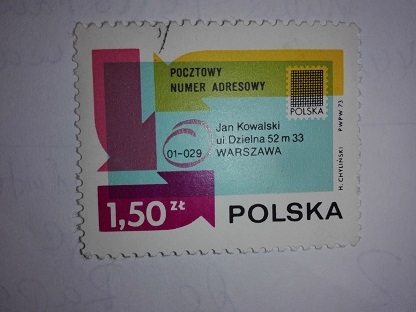 POCZTOWY
NUMER ADRESOWY
POLSKA
Jan Kowalski
ul. Dzielna 52 m 33
01-029 WARSZAWA
1,50 zł
POLSKA
H. CHYLIŃSKI PWPW 73